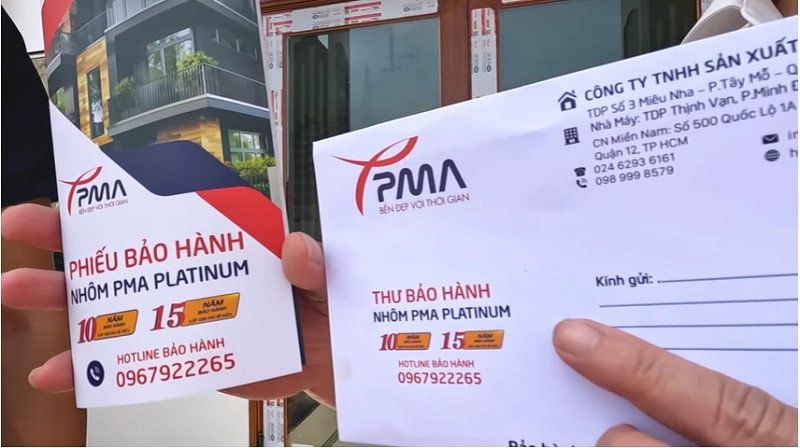 PMA
BỀN ĐẸP VỚI THỜI GIAN
PHIẾU BẢO HÀNH
NHÔM PMA PLATINUM
10 NĂM BẢO HÀNH
15 NĂM BẢO HÀNH
HOTLINE BẢO HÀNH
0967922265
PMA
BỀN ĐẸP VỚI THỜI GIAN
CÔNG TY TNHH SẢN XUẤT
TDP Số 3 Miêu Nha – P.Tây Mỗ – Q
Nhà Máy: TDP Thịnh Vạn, P.Minh Đ
CN Miền Nam: Số 500 Quốc Lộ 1A
Quận 12, TP HCM
024 6293 6161
098 999 8579
Kính gửi:
THƯ BẢO HÀNH
NHÔM PMA PLATINUM
10 NĂM
15 NĂM
HOTLINE BẢO HÀNH
0967922265